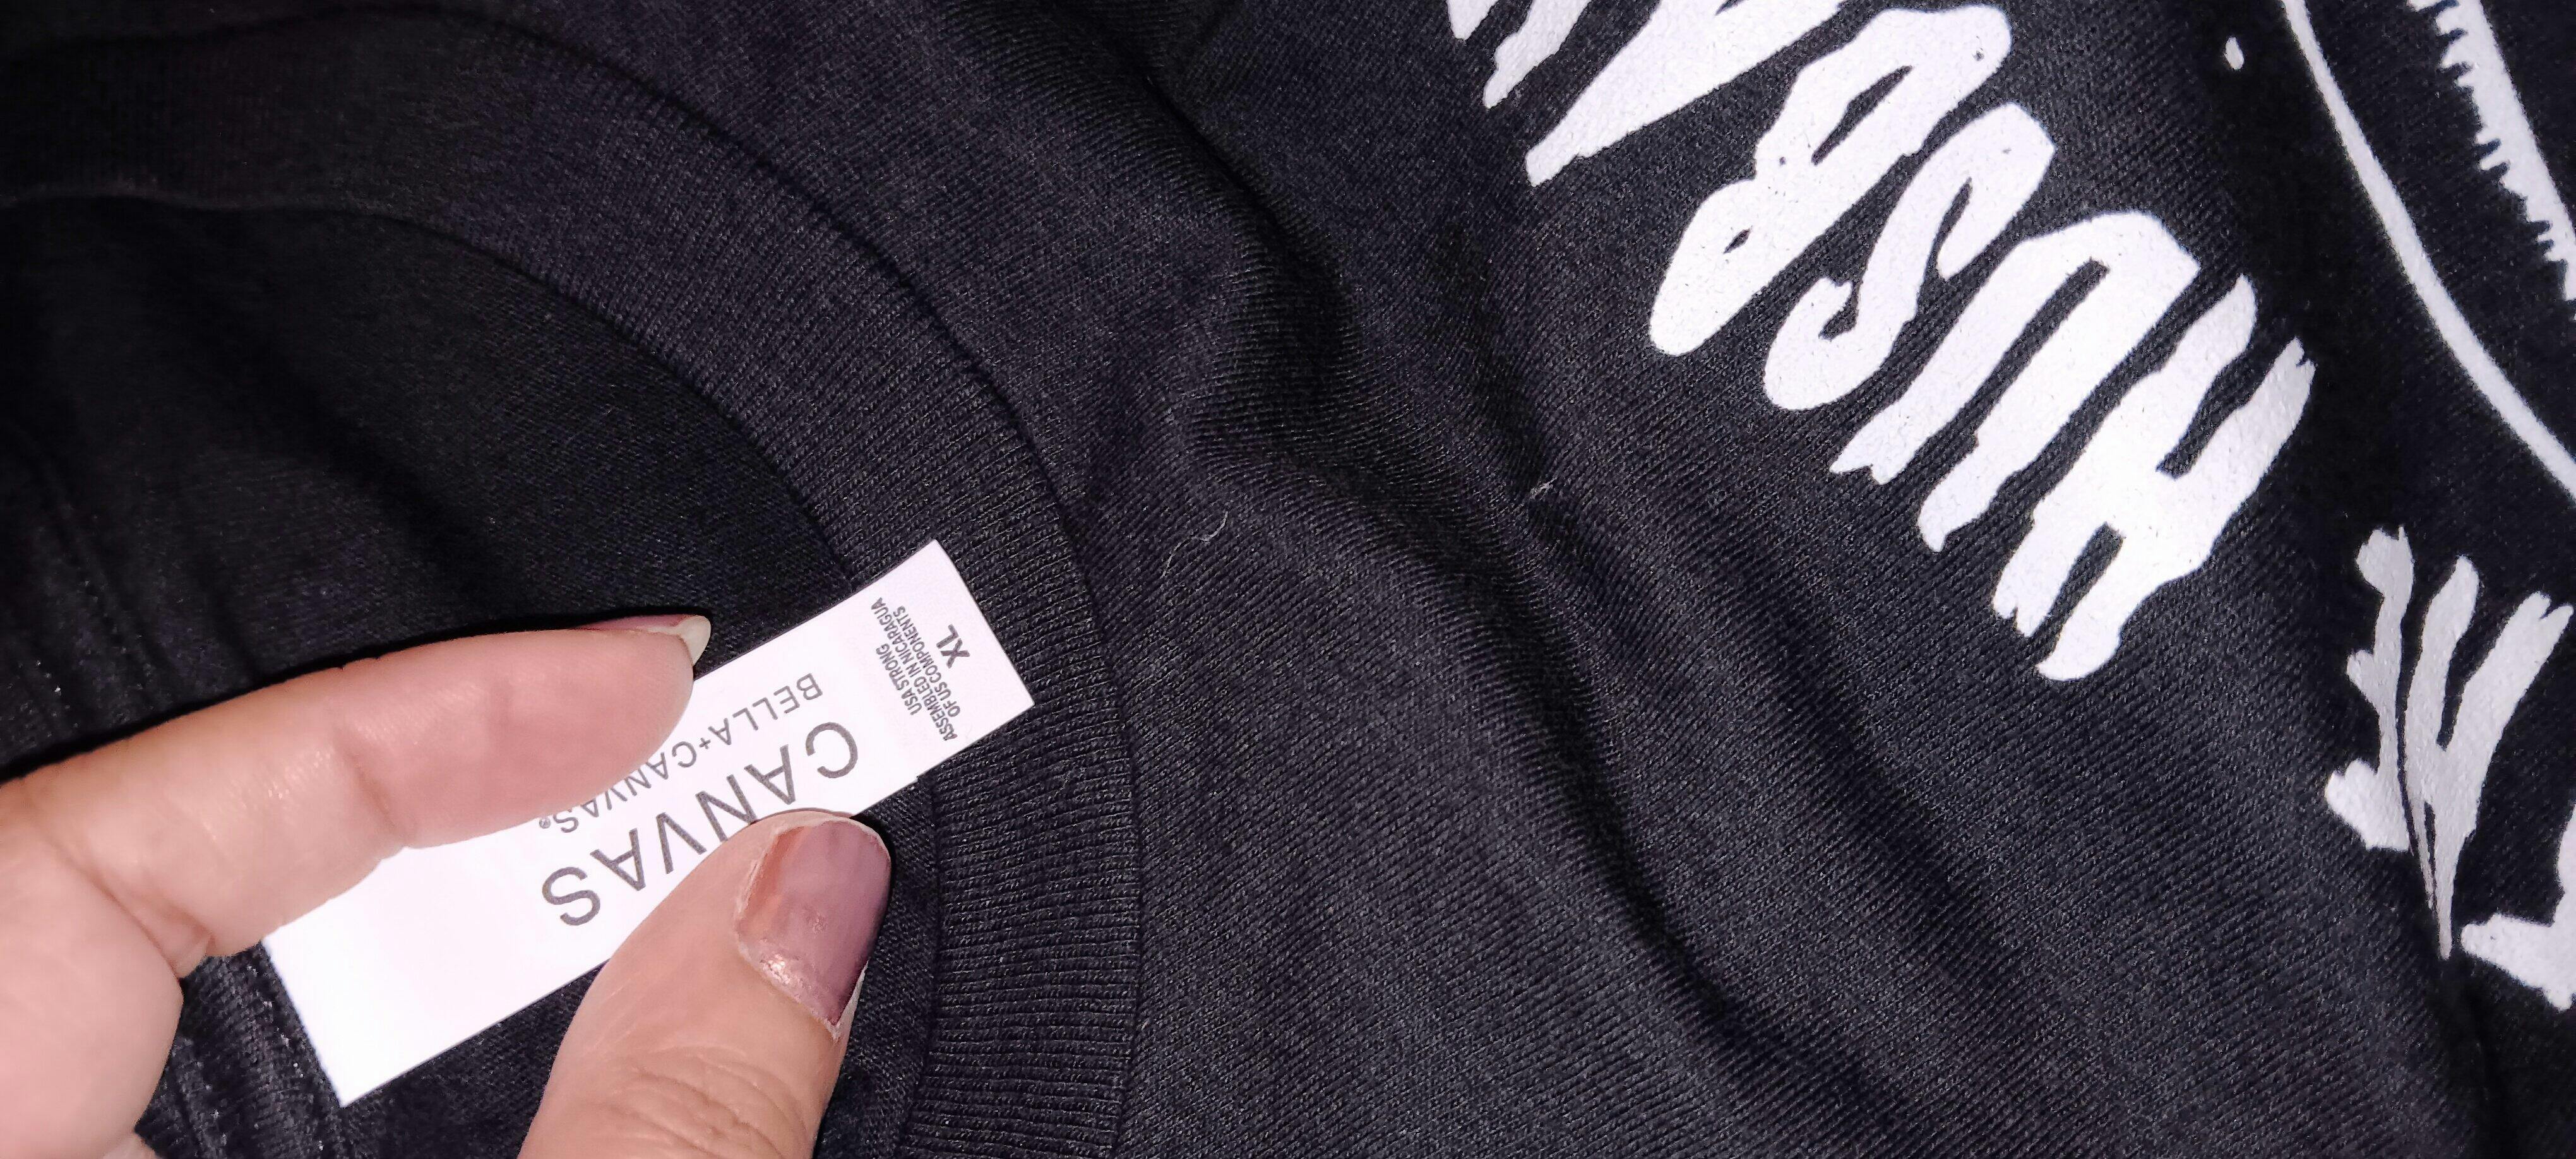 CANVAS
BELLA+CANVAS®
USA STRONG
ASSEMBLED IN NICARAGUA
OF US COMPONENTS
XL